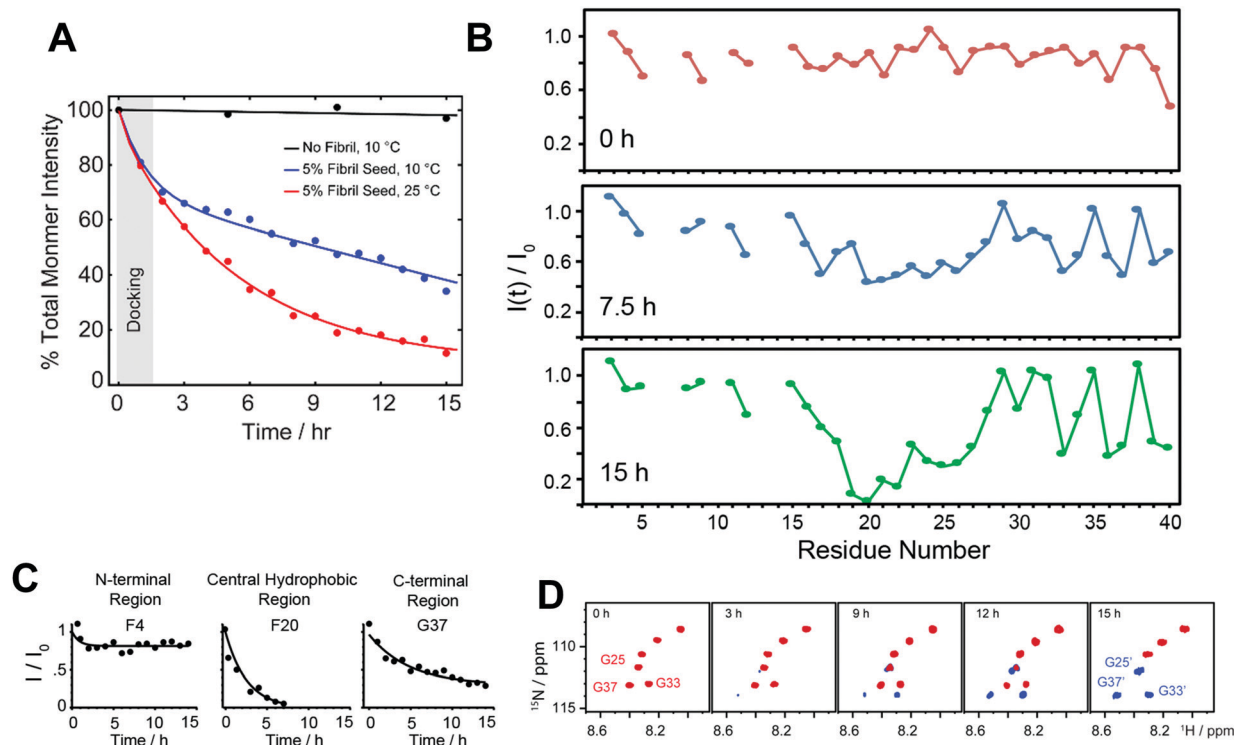 A
% Total Monmer Intensity
100
80
60
40
20
0
Docking
No Fibril, 10 °C
5% Fibril Seed, 10 °C
5% Fibril Seed, 25 °C
0 3 6 9 12 15
Time / hr
B
I(t) / I0
1.0
0.6
0.2
0 h
1.0
0.6
0.2
7.5 h
1.0
0.6
0.2
15 h
5 10 15 20 25 30 35 40
Residue Number
C
N-terminal
Region
F4
Central Hydrophobic
Region
F20
C-terminal
Region
G37
I / I0
1
.5
0
0 5 10 15
0 5 10 15
0 5 10 15
Time / h
Time / h
Time / h
D
15N / ppm
110
115
0 h
G25
G37
G33
3 h
9 h
12 h
15 h
G25'
G37'
G33'
8.6 8.2
8.6 8.2
8.6 8.2
8.6 8.2
8.6 8.2
1H / ppm